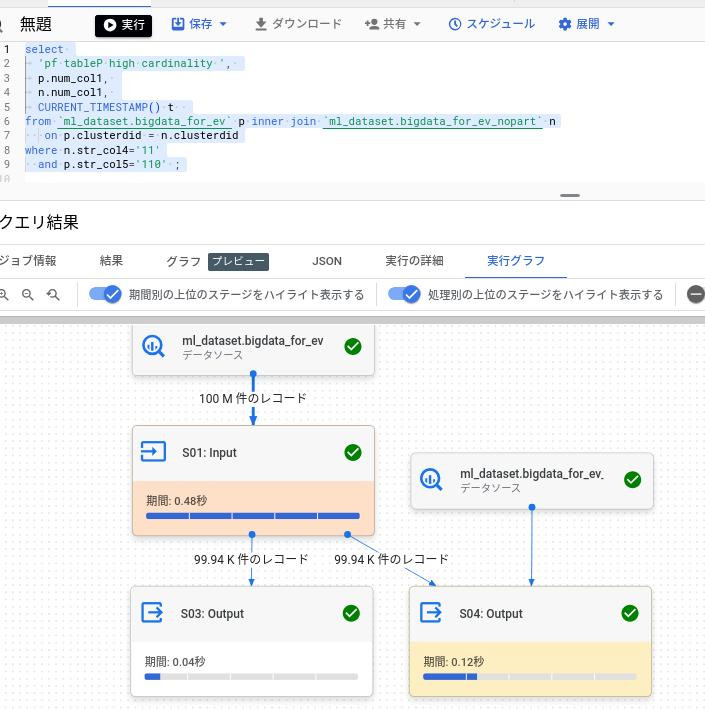 無題
実行
保存
ダウンロード
共有
スケジュール
展開
1 select
2 'pf tableP high cardinality ',
3 p.num_col1,
4 n.num_col1,
5 CURRENT_TIMESTAMP() t
6 from `ml_dataset.bigdata_for_ev` p inner join `ml_dataset.bigdata_for_ev_nopart` n
7 on p.clusterdid = n.clusterdid
8 where n.str_col4='11'
9 and p.str_col5='110' ;
10
クエリ結果
ジョブ情報
結果
グラフ プレビュー
JSON
実行の詳細
実行グラフ
期間別の上位のステージをハイライト表示する
処理別の上位のステージをハイライト表示する
ml_dataset.bigdata_for_ev
データソース
100 M 件のレコード
S01: Input
期間: 0.48秒
ml_dataset.bigdata_for_ev_
データソース
99.94 K 件のレコード
99.94 K 件のレコード
S03: Output
期間: 0.04秒
S04: Output
期間: 0.12秒